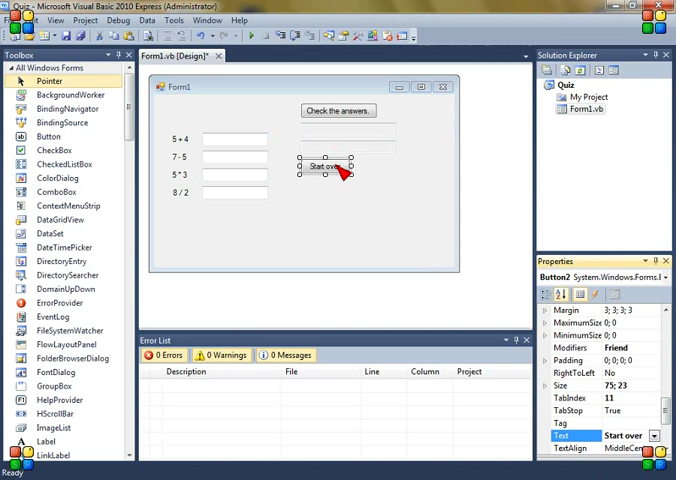 Quiz - Microsoft Visual Basic 2010 Express (Administrator)
File Edit View Project Debug Data Tools Window Help
Toolbox
All Windows Forms
Pointer
BackgroundWorker
BindingNavigator
BindingSource
Button
CheckBox
CheckedListBox
ColorDialog
ComboBox
ContextMenuStrip
DataGridView
DataSet
DateTimePicker
DirectoryEntry
DirectorySearcher
DomainUpDown
ErrorProvider
EventLog
FileSystemWatcher
FlowLayoutPanel
FolderBrowserDialog
FontDialog
GroupBox
HelpProvider
HScrollBar
ImageList
Label
LinkLabel
Ready
Form1.vb [Design]*
Form1
Check the answers.
5 + 4
7 - 5
5 * 3
8 / 2
Start over
Error List
0 Errors 0 Warnings 0 Messages
Description File Line Column Project
Solution Explorer
Quiz
My Project
Form1.vb
Properties
Button2 System.Windows.Forms.
Margin 3; 3; 3; 3
MaximumSize 0; 0
MinimumSize 0; 0
Modifiers Friend
Padding 0; 0; 0; 0
RightToLeft No
Size 75; 23
TabIndex 11
TabStop True
Tag
Text Start over
TextAlign MiddleCen